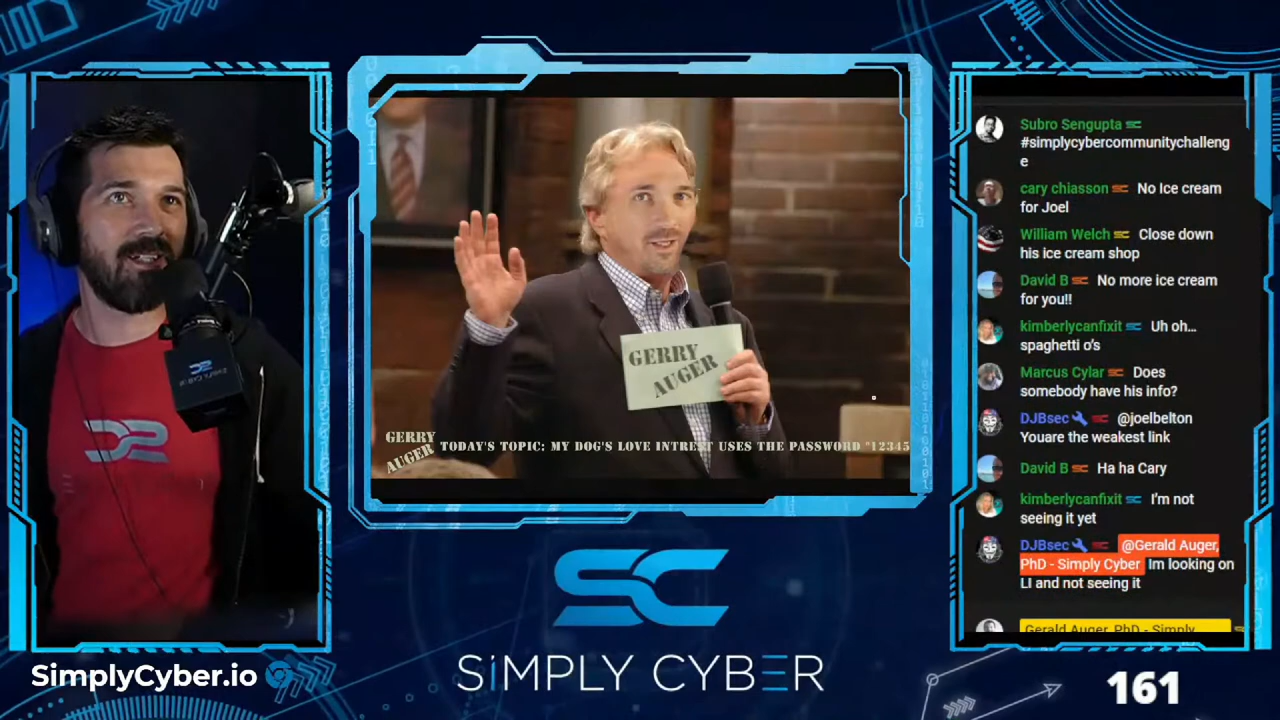 Subro Sengupta
#simplycybercommunitychalleng
e
cary chiasson No Ice cream
for Joel
William Welch Close down
his ice cream shop
David B No more ice cream
for you!!
kimberlycanfixit Uh oh...
spaghetti o's
Marcus Cylar Does
somebody have his info?
DJBsec @joelbelton
Youare the weakest link
David B Ha ha Cary
kimberlycanfixit I'm not
seeing it yet
DJBsec @Gerald Auger,
PhD - Simply Cyber Im looking on
LI and not seeing it
Gerald Auger, PhD - Simply
GERRY
AUGER
GERRY
AUGER
TODAY'S TOPIC: MY DOG'S LOVE INTREST USES THE PASSWORD "12345
SC
SIMPLY CYBER
SimplyCyber.io
161